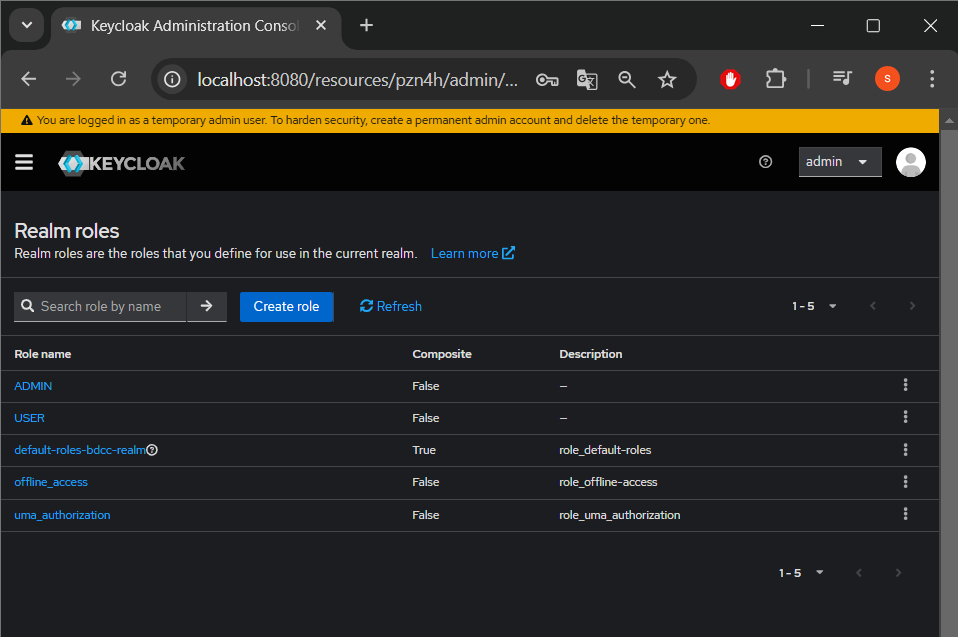 Keycloak Administration Consol
localhost:8080/resources/pzn4h/admin/...
S
You are logged in as a temporary admin user. To harden security, create a permanent admin account and delete the temporary one.
KEYCLOAK
admin
Realm roles
Realm roles are the roles that you define for use in the current realm. Learn more
Search role by name Create role Refresh 1 - 5
Role name Composite Description
ADMIN False –
USER False –
default-roles-bdcc-realm True role_default-roles
offline_access False role_offline-access
uma_authorization False role_uma_authorization
1 - 5